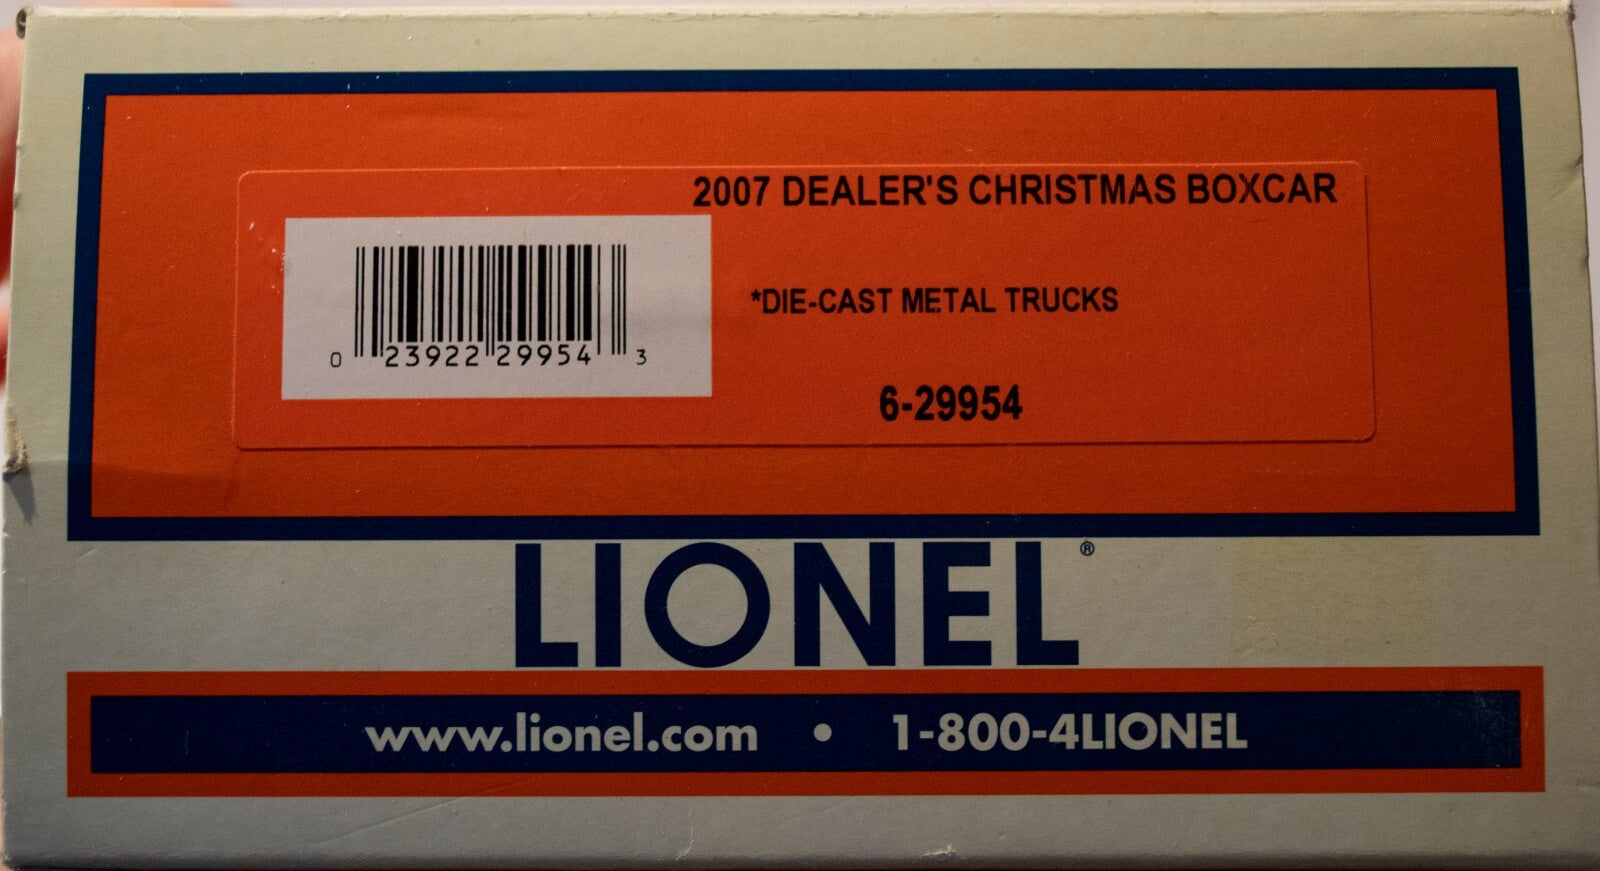 2007 DEALER'S CHRISTMAS BOXCAR
*DIE-CAST METAL TRUCKS
0 23922 29954 3
6-29954
LIONEL®
www.lionel.com • 1-800-4LIONEL